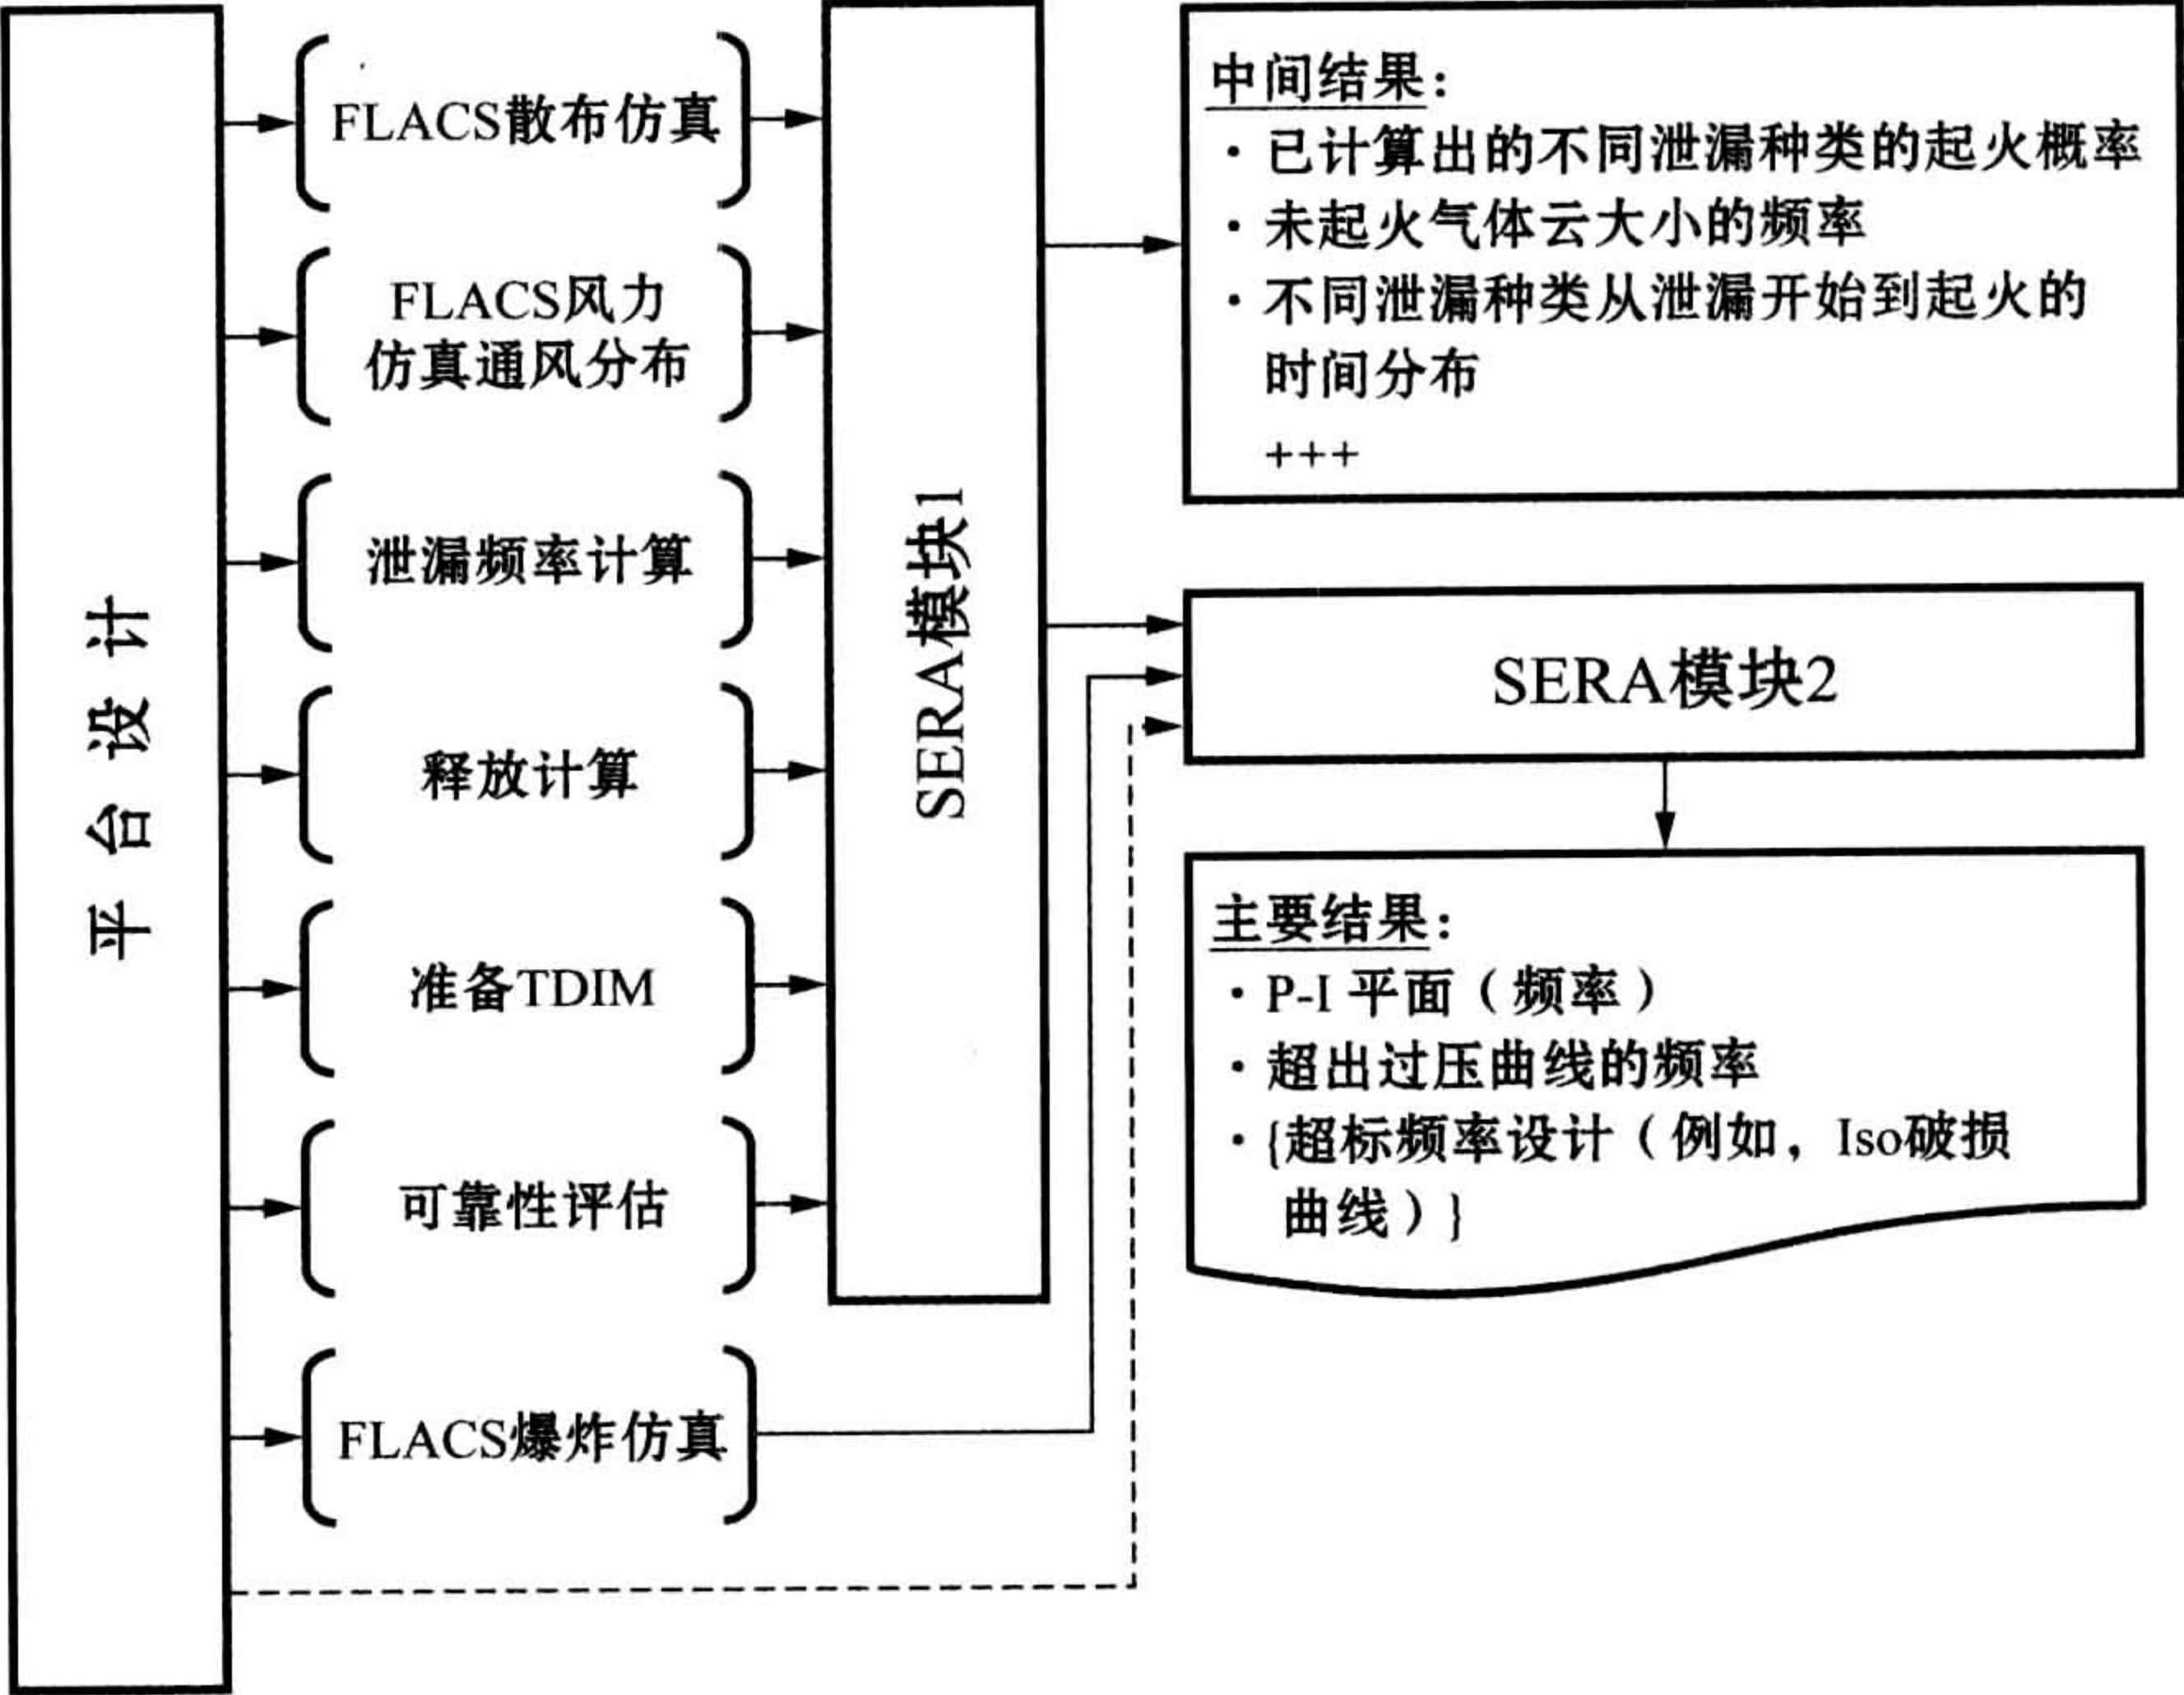 平台设计
FLACS散布仿真
FLACS风力
仿真通风分布
泄漏频率计算
释放计算
准备TDIM
可靠性评估
FLACS爆炸仿真
SERA模块1
中间结果：
·已计算出的不同泄漏种类的起火概率
·未起火气体云大小的频率
·不同泄漏种类从泄漏开始到起火的
时间分布
+++
SERA模块2
主要结果：
·P-I 平面（频率）
·超出过压曲线的频率
·{超标频率设计（例如，Iso破损
曲线）}